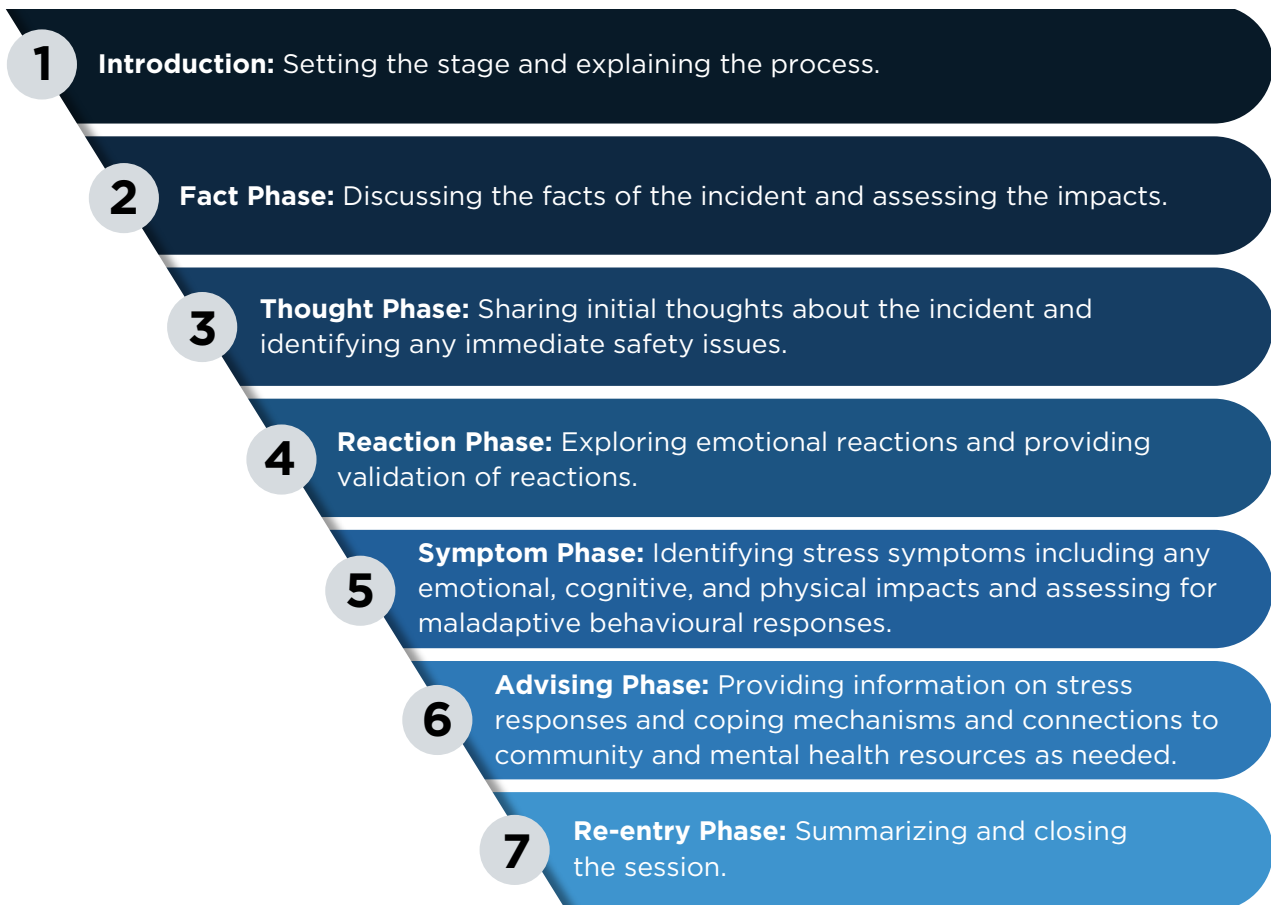 1
Introduction: Setting the stage and explaining the process.
2
Fact Phase: Discussing the facts of the incident and assessing the impacts.
3
Thought Phase: Sharing initial thoughts about the incident and
identifying any immediate safety issues.
4
Reaction Phase: Exploring emotional reactions and providing
validation of reactions.
5
Symptom Phase: Identifying stress symptoms including any
emotional, cognitive, and physical impacts and assessing for
maladaptive behavioural responses.
6
Advising Phase: Providing information on stress
responses and coping mechanisms and connections to
community and mental health resources as needed.
7
Re-entry Phase: Summarizing and closing
the session.